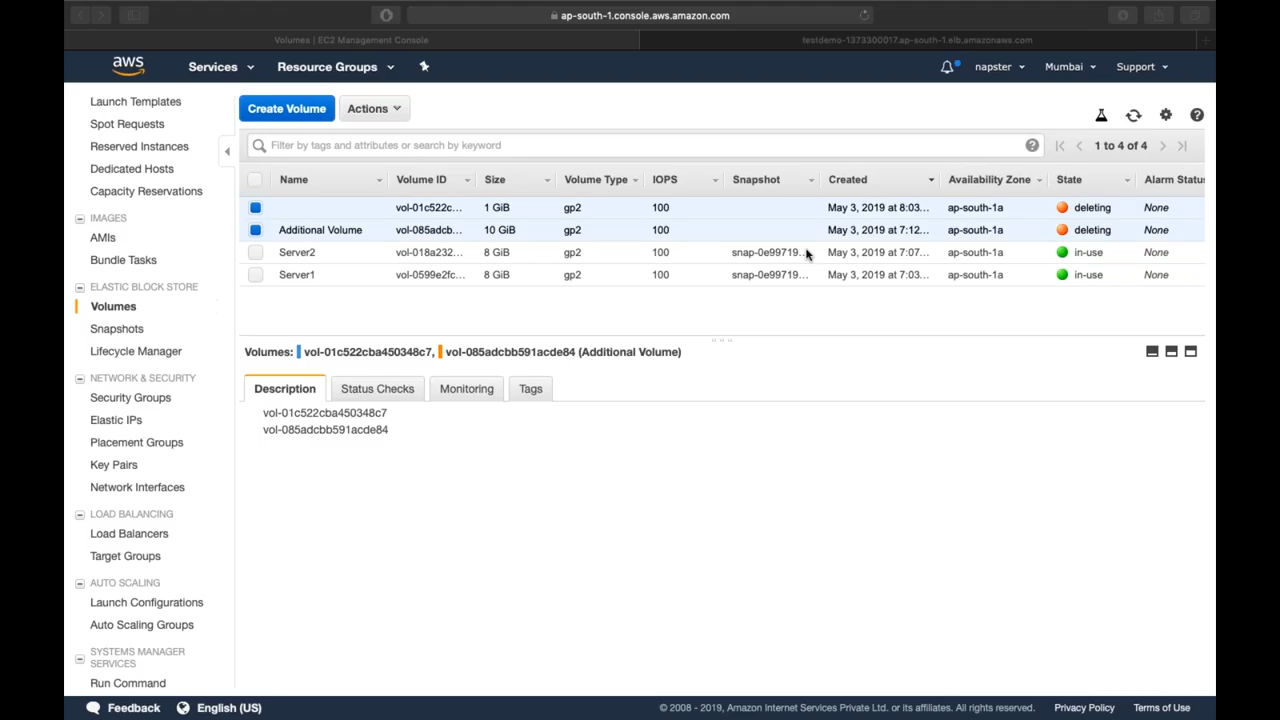 ap-south-1.console.aws.amazon.com
Volumes | EC2 Management Console
testdemo-1373300017.ap-south-1.elb.amazonaws.com
aws Services Resource Groups napster Mumbai Support
Launch Templates
Spot Requests
Reserved Instances
Dedicated Hosts
Capacity Reservations
IMAGES
AMIs
Bundle Tasks
ELASTIC BLOCK STORE
Volumes
Snapshots
Lifecycle Manager
NETWORK & SECURITY
Security Groups
Elastic IPs
Placement Groups
Key Pairs
Network Interfaces
LOAD BALANCING
Load Balancers
Target Groups
AUTO SCALING
Launch Configurations
Auto Scaling Groups
SYSTEMS MANAGER
SERVICES
Run Command
Create Volume Actions
Filter by tags and attributes or search by keyword 1 to 4 of 4
Name Volume ID Size Volume Type IOPS Snapshot Created Availability Zone State Alarm Status
vol-01c522c... 1 GiB gp2 100 May 3, 2019 at 8:03... ap-south-1a deleting None
Additional Volume vol-085adcb... 10 GiB gp2 100 May 3, 2019 at 7:12... ap-south-1a deleting None
Server2 vol-018a232... 8 GiB gp2 100 snap-0e99719... May 3, 2019 at 7:07... ap-south-1a in-use None
Server1 vol-0599e2fc... 8 GiB gp2 100 snap-0e99719... May 3, 2019 at 7:03... ap-south-1a in-use None
Volumes: vol-01c522cba450348c7, vol-085adcbb591acde84 (Additional Volume)
Description Status Checks Monitoring Tags
vol-01c522cba450348c7
vol-085adcbb591acde84
Feedback English (US) © 2008 - 2019, Amazon Internet Services Private Ltd. or its affiliates. All rights reserved. Privacy Policy Terms of Use